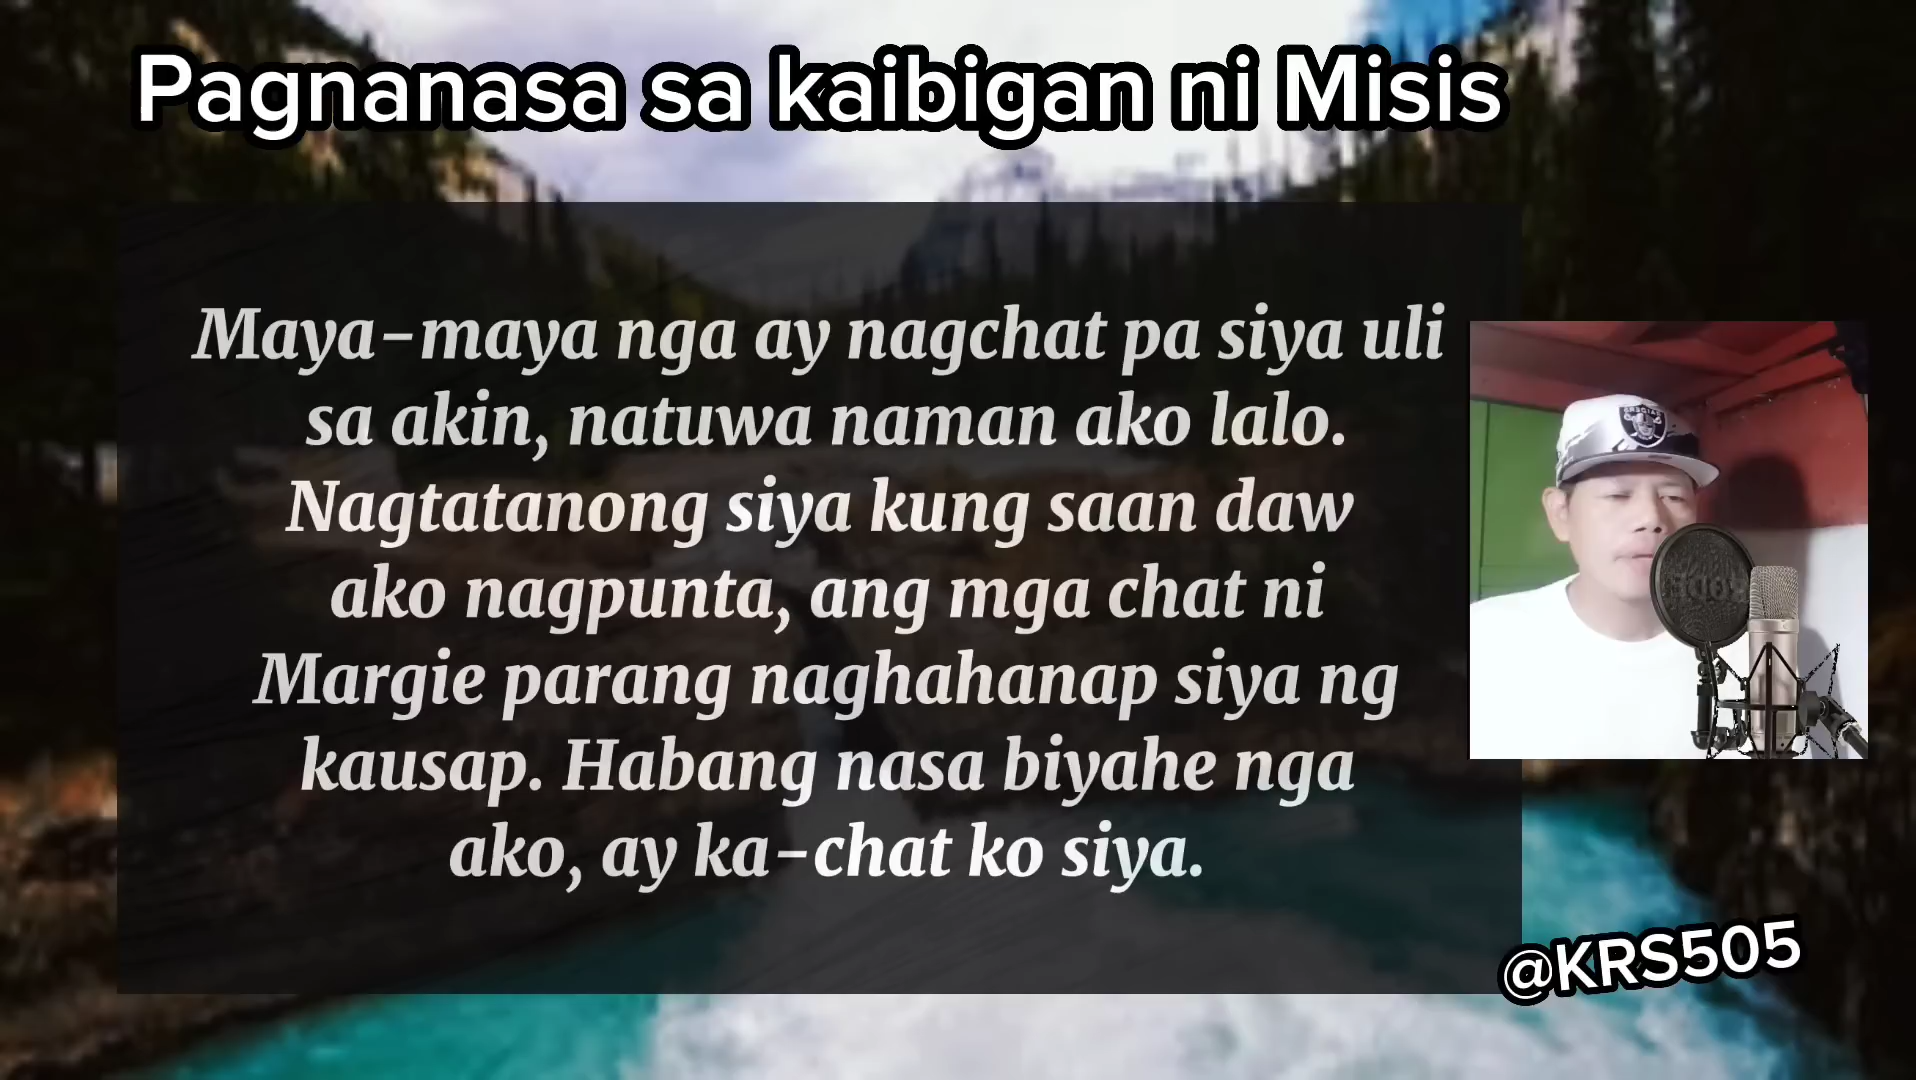 Pagnanasa sa kaibigan ni Misis
Maya-maya nga ay nagchat pa siya uli
sa akin, natuwa naman ako lalo.
Nagtatanong siya kung saan daw
ako nagpunta, ang mga chat ni
Margie parang naghahanap siya ng
kausap. Habang nasa biyahe nga
ako, ay ka-chat ko siya.
@KRS505